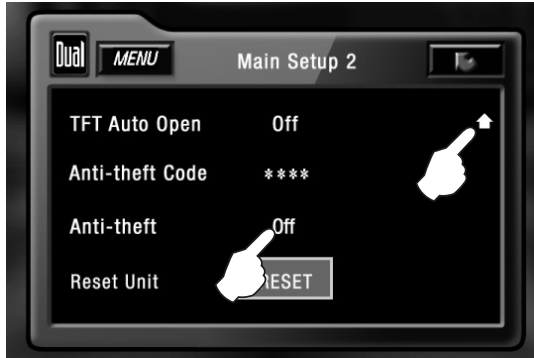 Dual MENU Main Setup 2
TFT Auto Open Off
Anti-theft Code ****
Anti-theft Off
Reset Unit RESET